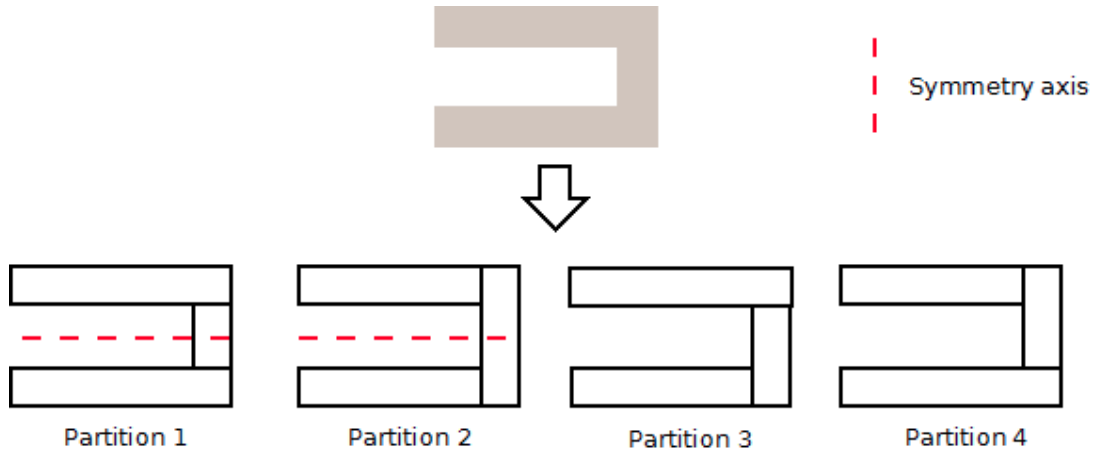 Symmetry axis
Partition 1
Partition 2
Partition 3
Partition 4